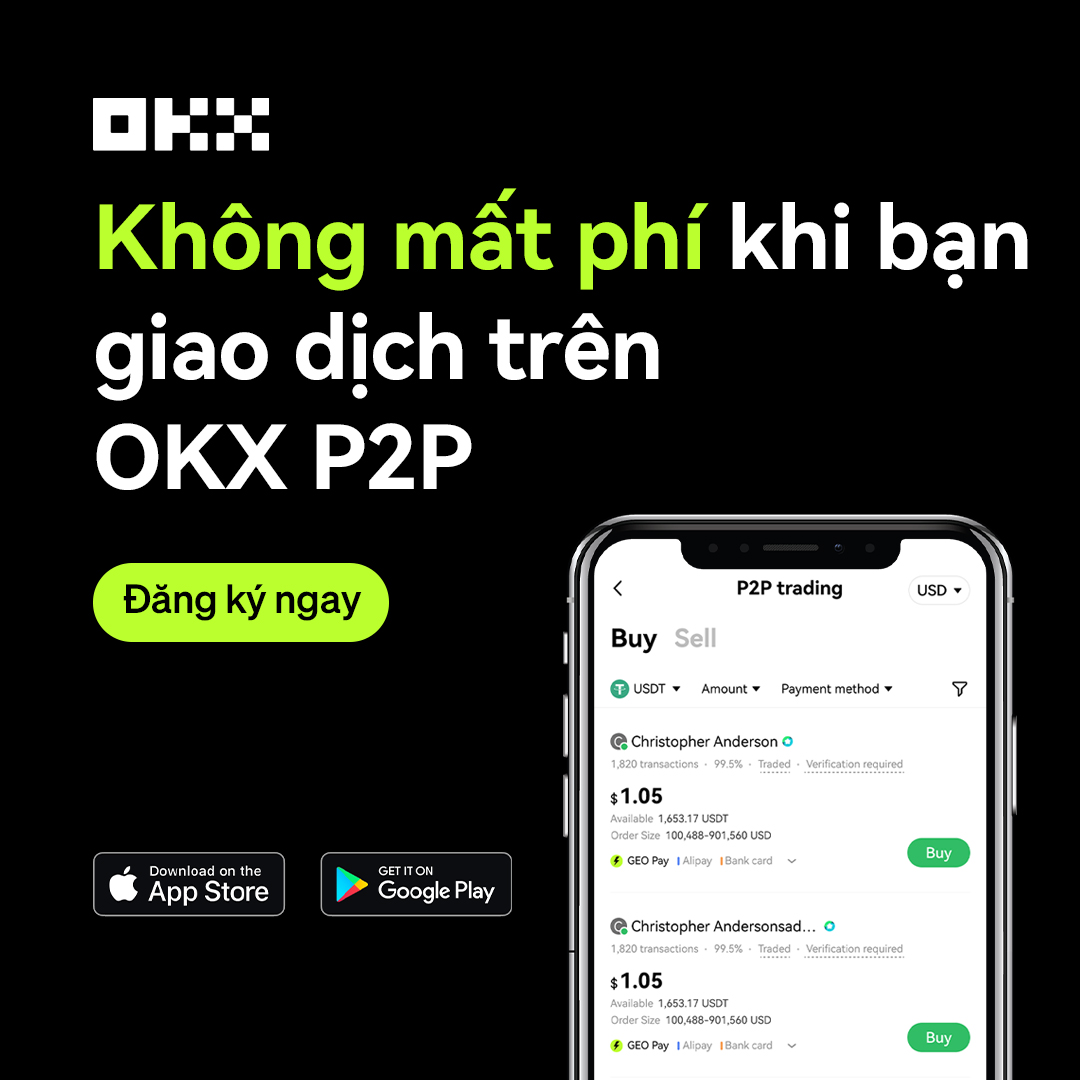 OKX
Không mất phí khi bạn
giao dịch trên
OKX P2P
Đăng ký ngay
Download on the
App Store
GET IT ON
Google Play
P2P trading
USD
Buy Sell
USDT Amount Payment method
Christopher Anderson
1,820 transactions · 99.5% · Traded · Verification required
$1.05
Available 1,653.17 USDT
Order Size 100,488-901,560 USD
GEO Pay Alipay Bank card
Buy
Christopher Andersonsad...
1,820 transactions · 99.5% · Traded · Verification required
$1.05
Available 1,653.17 USDT
Order Size 100,488-901,560 USD
GEO Pay Alipay Bank card
Buy